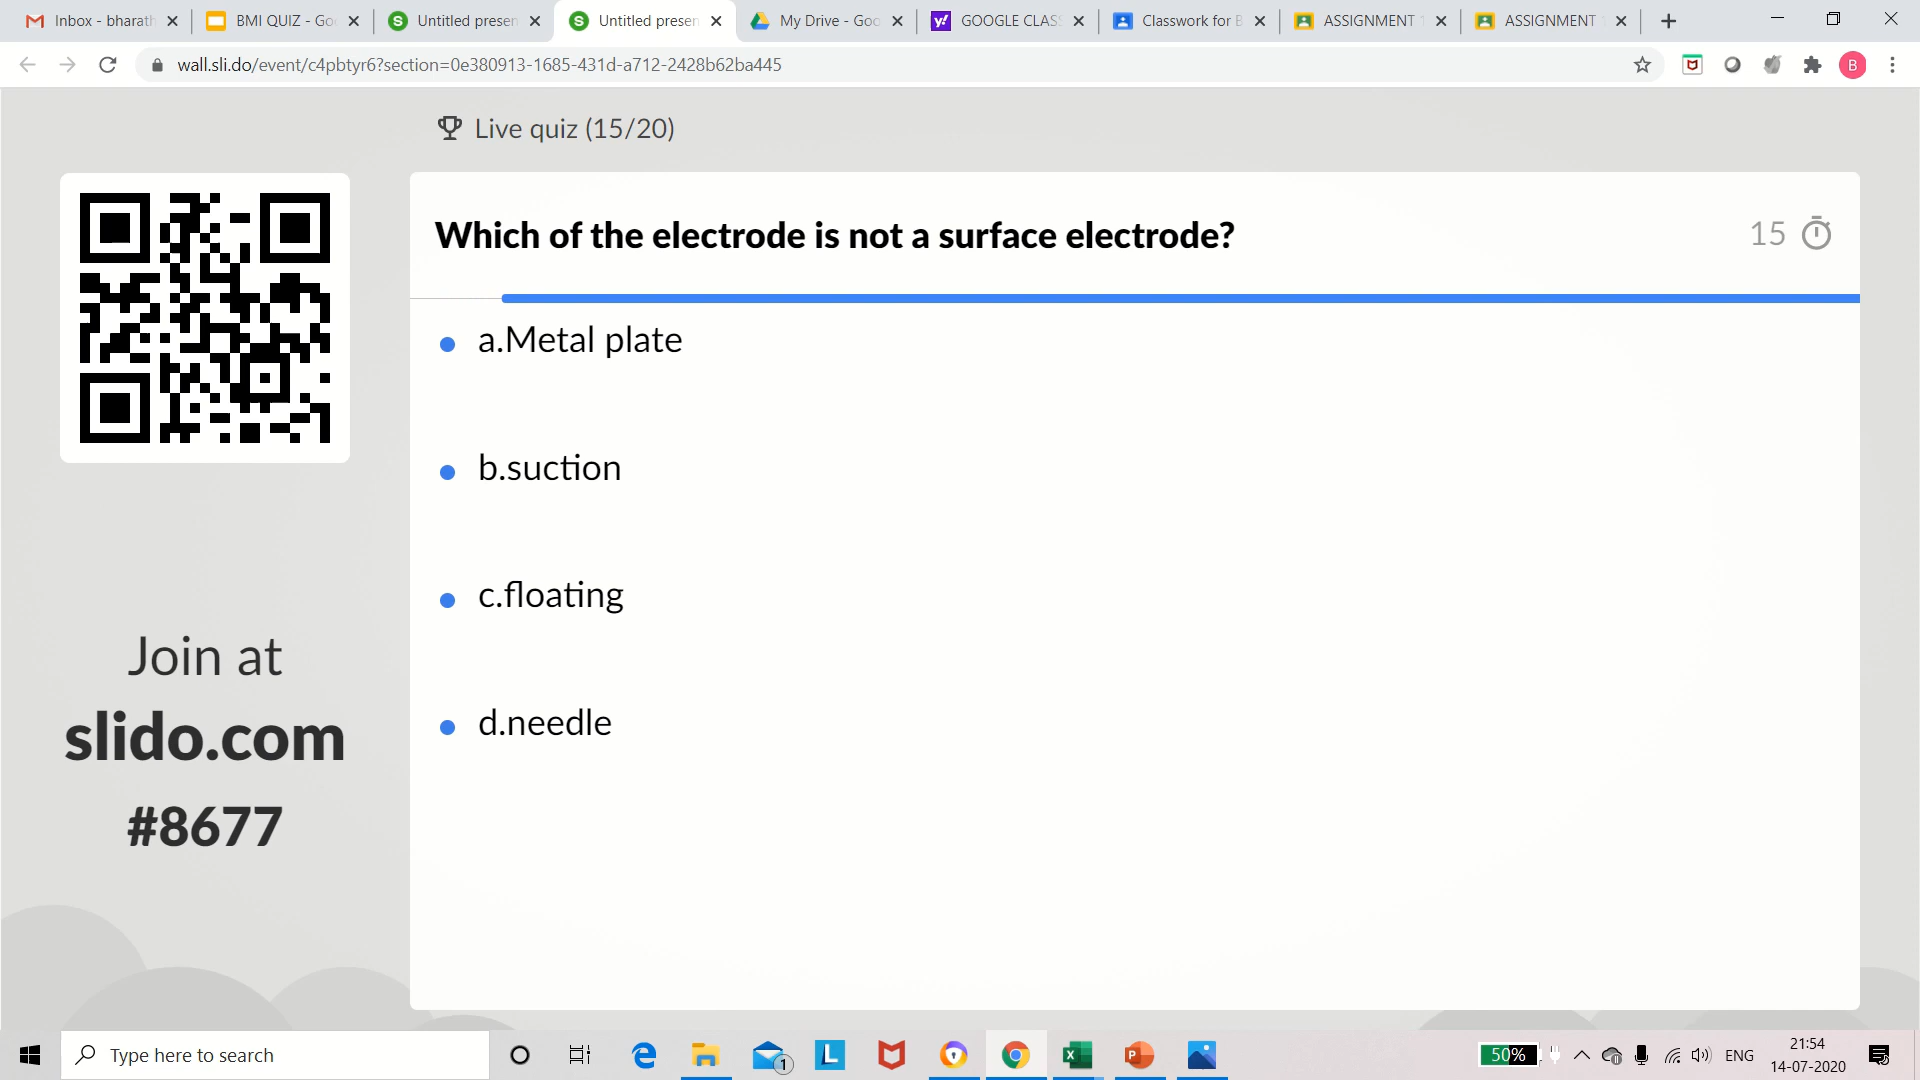 Inbox - bharath
BMI QUIZ - Goo
Untitled presen
Untitled presen
My Drive - Goo
GOOGLE CLAS
Classwork for B
ASSIGNMENT 1
ASSIGNMENT
wall.sli.do/event/c4pbtyr6?section=0e380913-1685-431d-a712-2428b62ba445
B
Live quiz (15/20)
Which of the electrode is not a surface electrode?
15
a.Metal plate
b.suction
c.floating
d.needle
Join at
slido.com
#8677
Type here to search
1
50%
ENG
21:54
14-07-2020